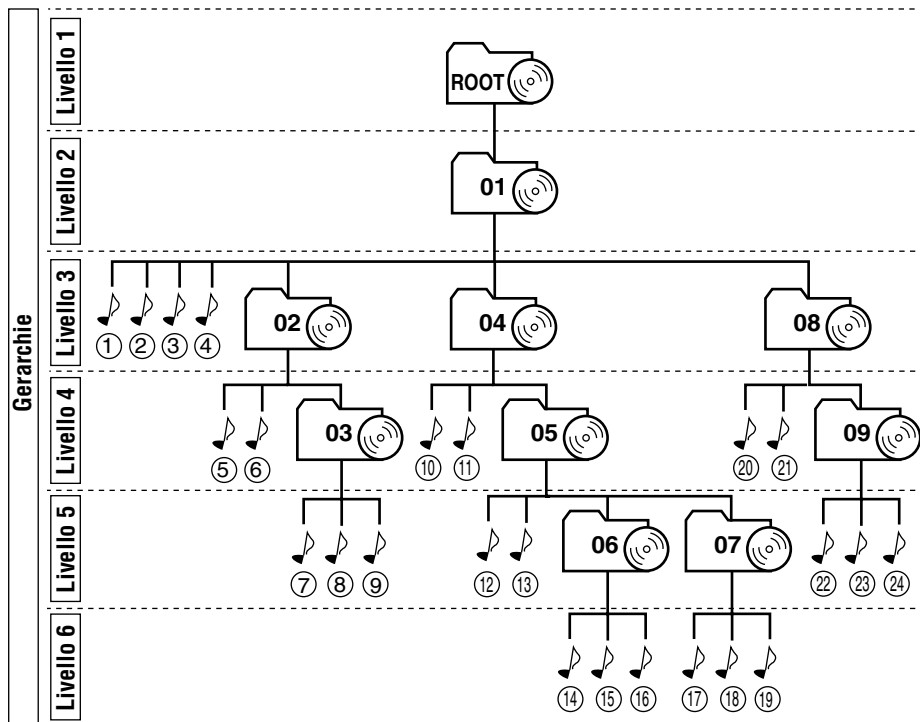 Gerarchie
Livello 1
ROOT
Livello 2
01
Livello 3
① ② ③ ④ 02 04 08
Livello 4
⑤ ⑥ 03 ⑩ ⑪ 05 ⑳ ㉑ 09
Livello 5
⑦ ⑧ ⑨ ⑫ ⑬ 06 07 ㉒ ㉓ ㉔
Livello 6
⑭ ⑮ ⑯ ⑰ ⑱ ⑲